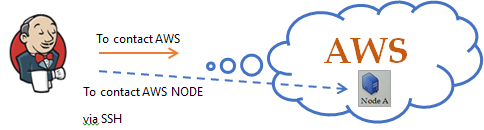 To contact AWS
AWS
Node A
To contact AWS NODE
via SSH